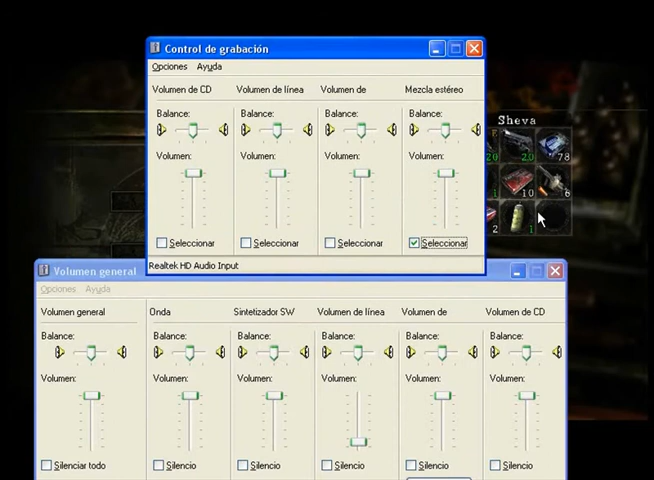 Control de grabación
Opciones Ayuda
Volumen de CD Volumen de línea Volumen de Mezcla estéreo
Balance: Balance: Balance: Balance:
Volumen: Volumen: Volumen: Volumen:
Seleccionar Seleccionar Seleccionar Seleccionar
Realtek HD Audio Input
Sheva
20 20 78
10 6
2 1
Volumen general
Opciones Ayuda
Volumen general Onda Sintetizador SW Volumen de línea Volumen de Volumen de CD
Balance: Balance: Balance: Balance: Balance: Balance:
Volumen: Volumen: Volumen: Volumen: Volumen: Volumen:
Silenciar todo Silencio Silencio Silencio Silencio Silencio